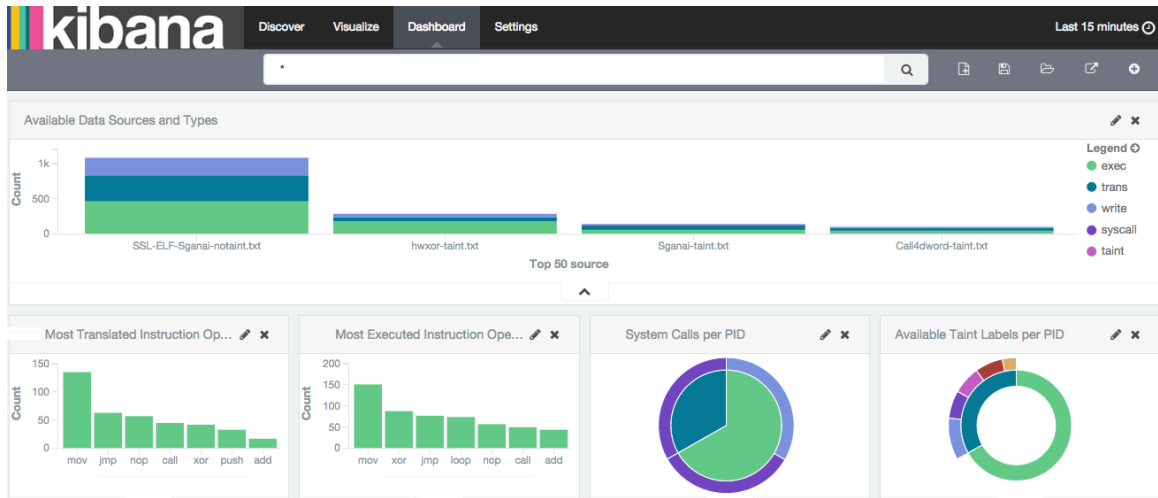 kibana Discover Visualize Dashboard Settings Last 15 minutes
*
Available Data Sources and Types
Legend
exec
trans
write
syscall
taint
Count
1k
500
0
SSL-ELF-Sganai-notaint.txt hwxor-taint.txt Sganai-taint.txt Call4dword-taint.txt
Top 50 source
Most Translated Instruction Op...
Count
150
100
50
0
mov jmp nop call xor push add
Most Executed Instruction Ope...
Count
200
150
100
50
0
mov xor jmp loop nop call add
System Calls per PID
Available Taint Labels per PID